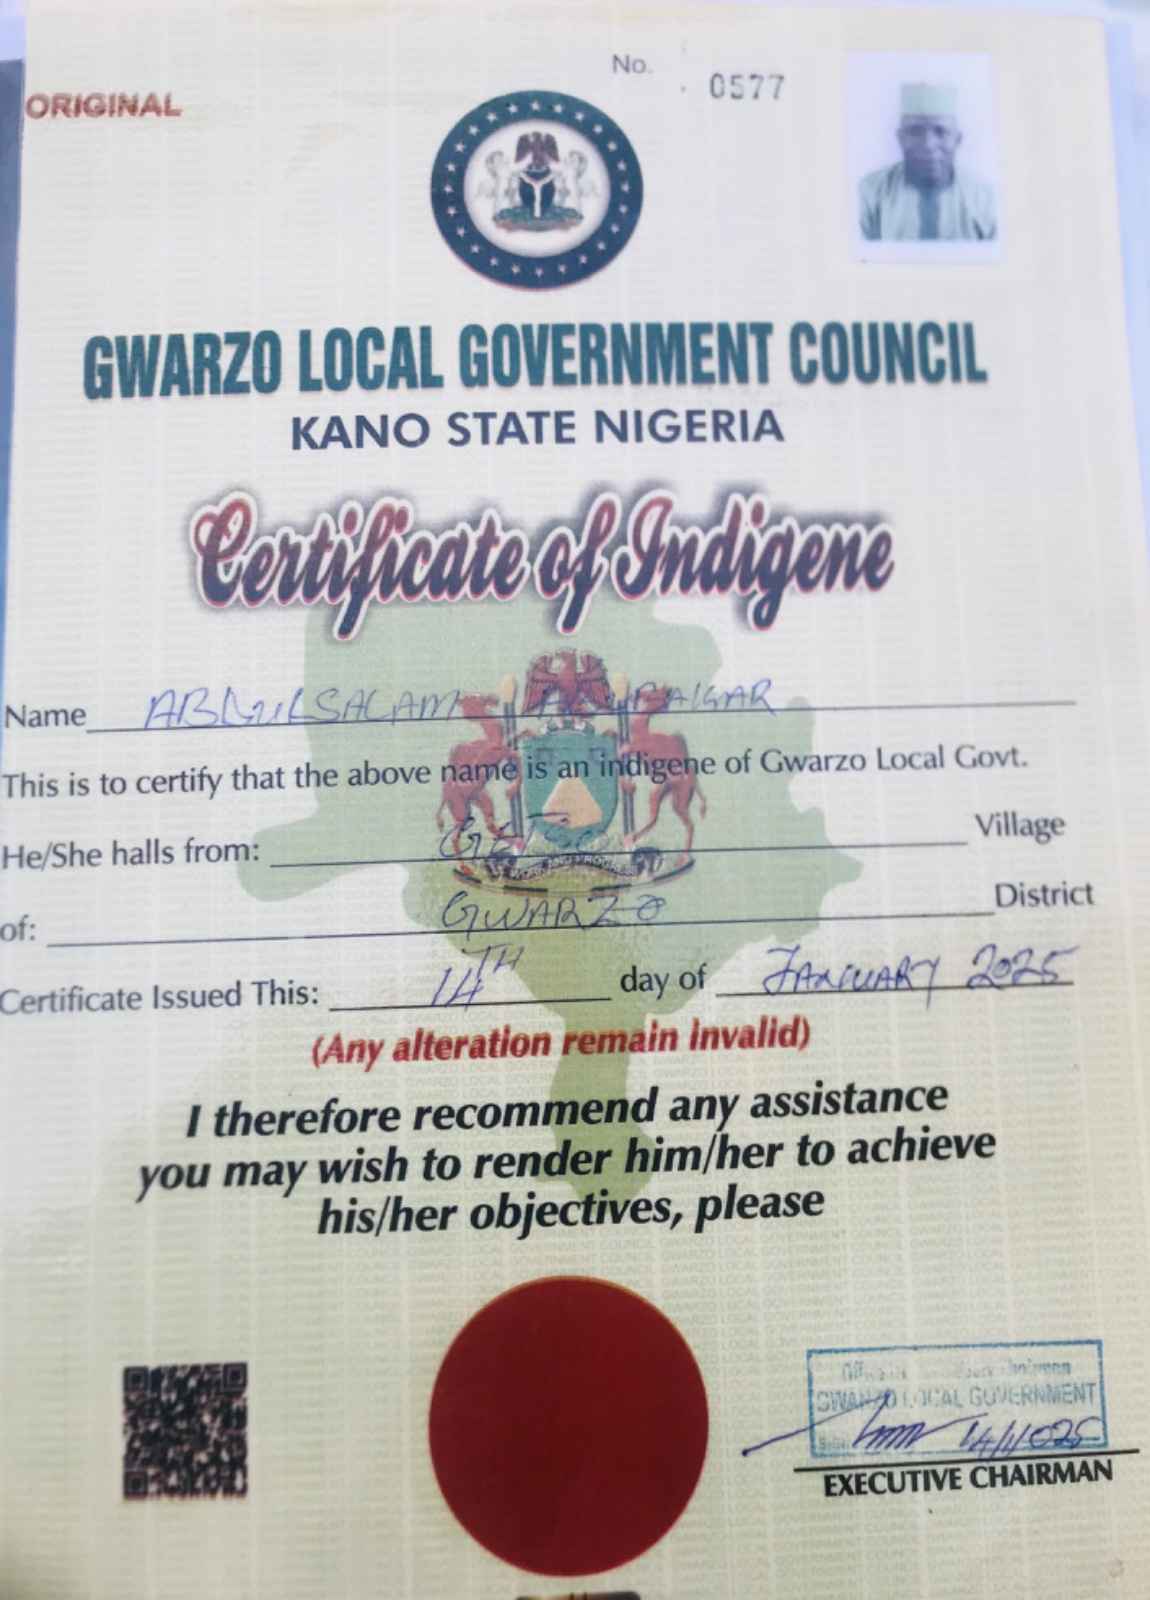 ORIGINAL
No. 0577
GWARZO LOCAL GOVERNMENT COUNCIL
KANO STATE NIGERIA
Certificate of Indigene
Name ABDULSALAM ABUBAKAR
This is to certify that the above name is an indigene of Gwarzo Local Govt.
He/She halls from: GETSO Village
of: GWARZO District
Certificate Issued This: 14TH day of JANUARY 2025
(Any alteration remain invalid)
I therefore recommend any assistance
you may wish to render him/her to achieve
his/her objectives, please
GWARZO LOCAL GOVERNMENT
EXECUTIVE CHAIRMAN